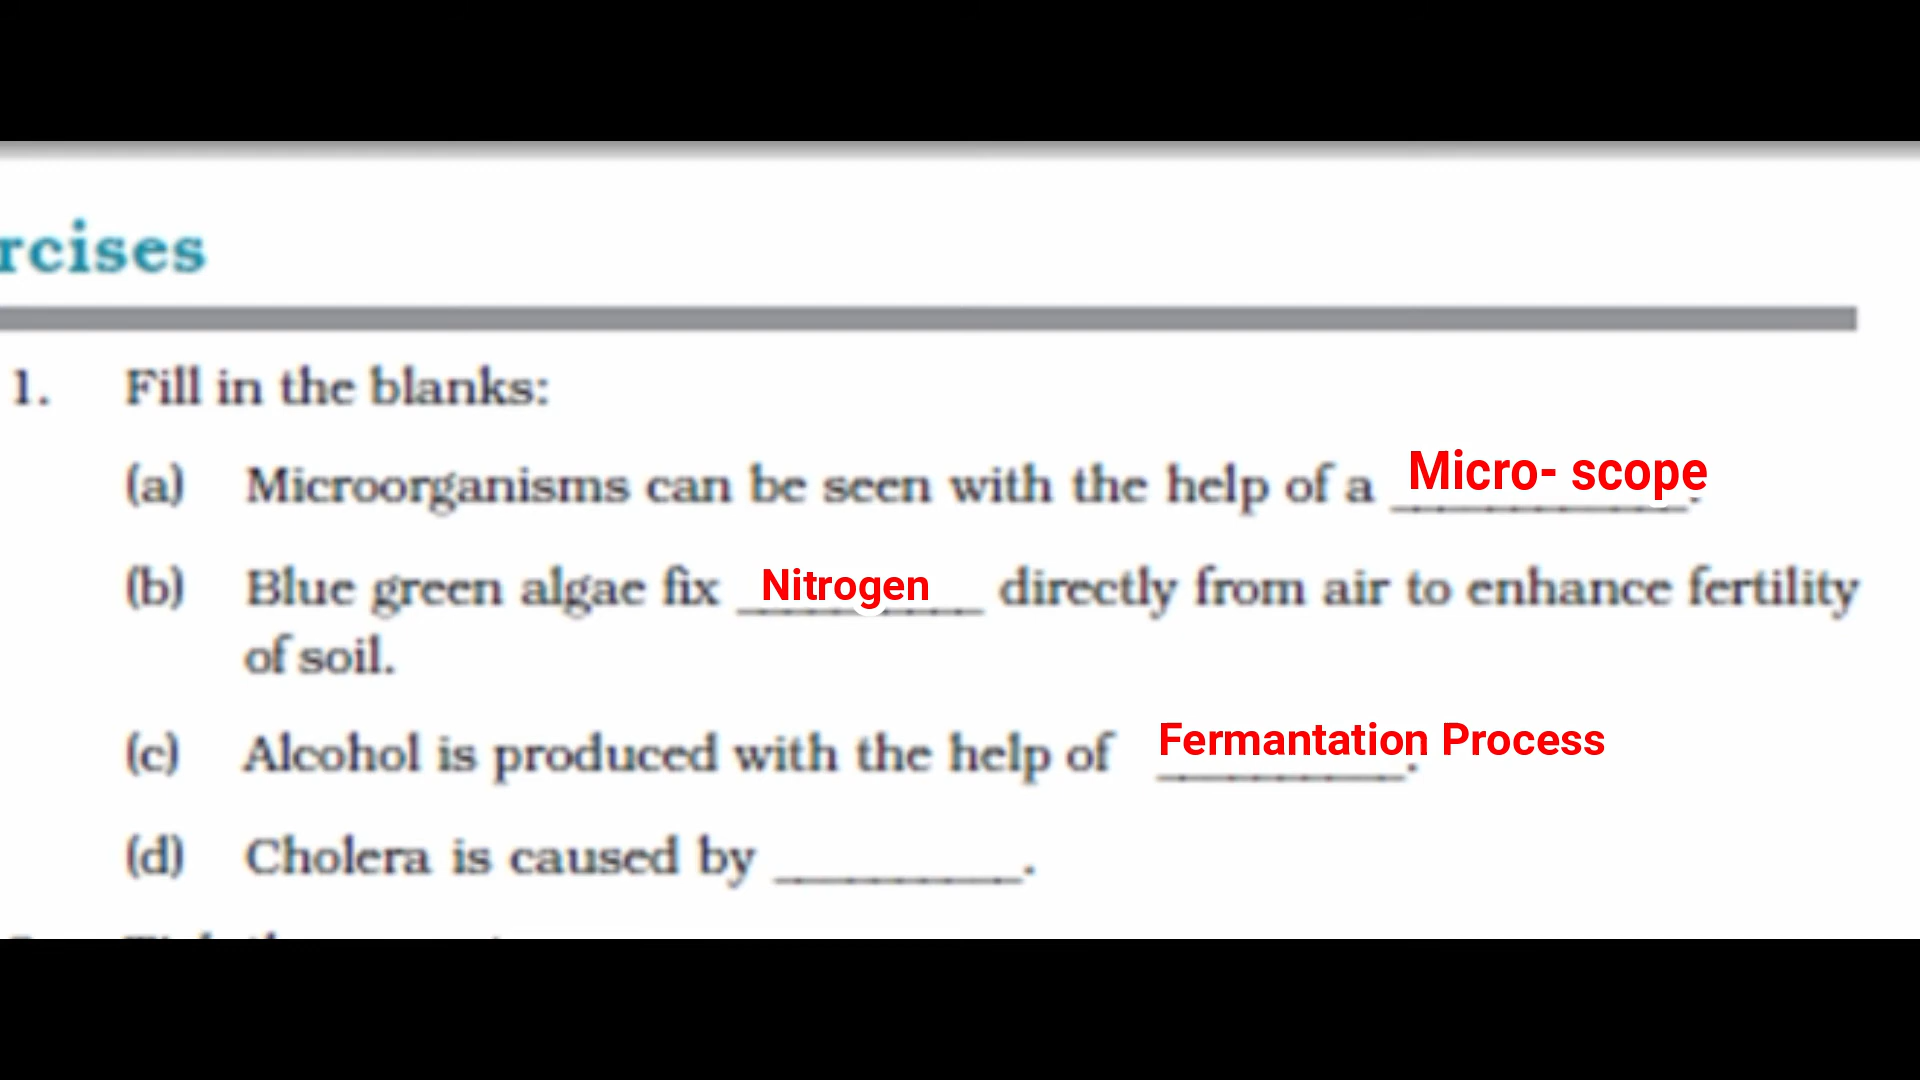 rcises
1. Fill in the blanks:
(a) Microorganisms can be seen with the help of a Micro- scope.
(b) Blue green algae fix Nitrogen directly from air to enhance fertility
of soil.
(c) Alcohol is produced with the help of Fermantation Process.
(d) Cholera is caused by __________.